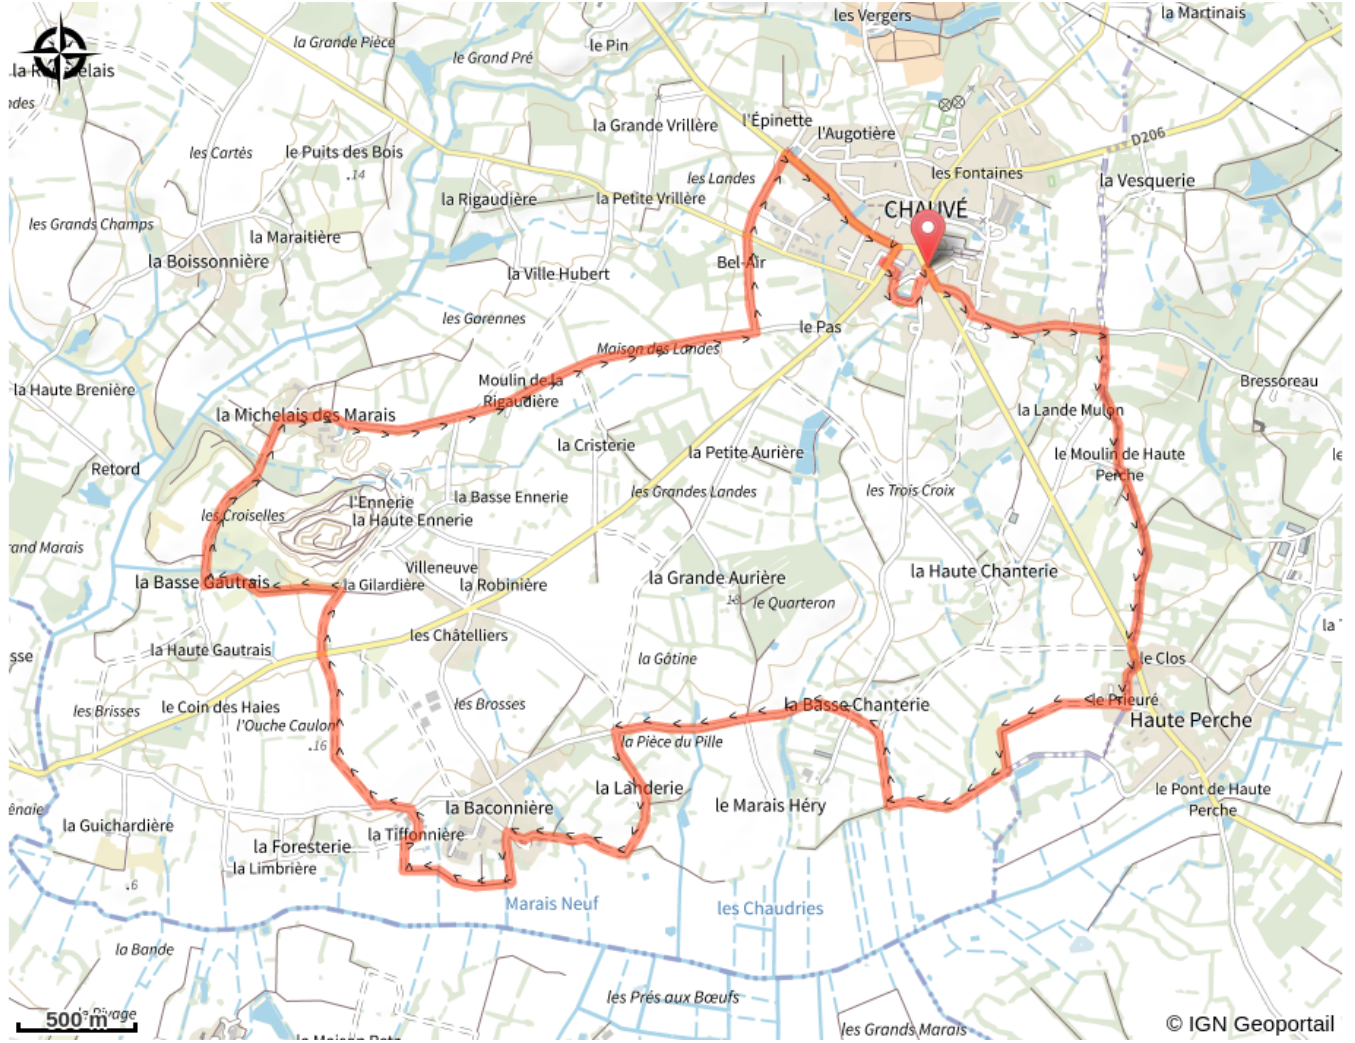 les Vergers
la Martinais
la Grande Pièce
le Pin
le Grand Pré
l'Épinette
la Grande Vrillère
l'Augotière
D206
les Cartès
le Puits des Bois
.14
les Landes
les Fontaines
la Vesquerie
la Rigaudière
la Petite Vrillère
CHAUVÉ
les Grands Champs
la Maraitière
la Boissonnière
Bel-Air
la Ville Hubert
les Garennes
le Pas
Maison des Landes
Moulin de la
Rigaudière
la Haute Brenière
Bressoreau
la Michelais des Marais
la Lande Mulon
la Cristerie
la Petite Aurière
le Moulin de Haute
Perche
Retord
les Grandes Landes
les Trois Croix
l'Ennerie
la Basse Ennerie
les Croiselles
la Haute Ennerie
rand Marais
Villeneuve
la Basse Gautrais
la Gilardière
la Robinière
la Grande Aurière
la Haute Chanterie
le Quarteron
les Châtelliers
la Haute Gautrais
la Gâtine
le Clos
les Brisses
le Coin des Haies
les Brosses
la Basse Chanterie
le Prieuré
l'Ouche Caulon
.16
la Pièce du Pille
Haute Perche
la Landerie
le Marais Héry
le Pont de Haute
Perche
la Baconnière
la Guichardière
la Tiffonnière
la Foresterie
la Limbrière
.6
Marais Neuf
les Chaudries
la Bande
les Prés aux Bœufs
500 m
les Grands Marais
© IGN Geoportail